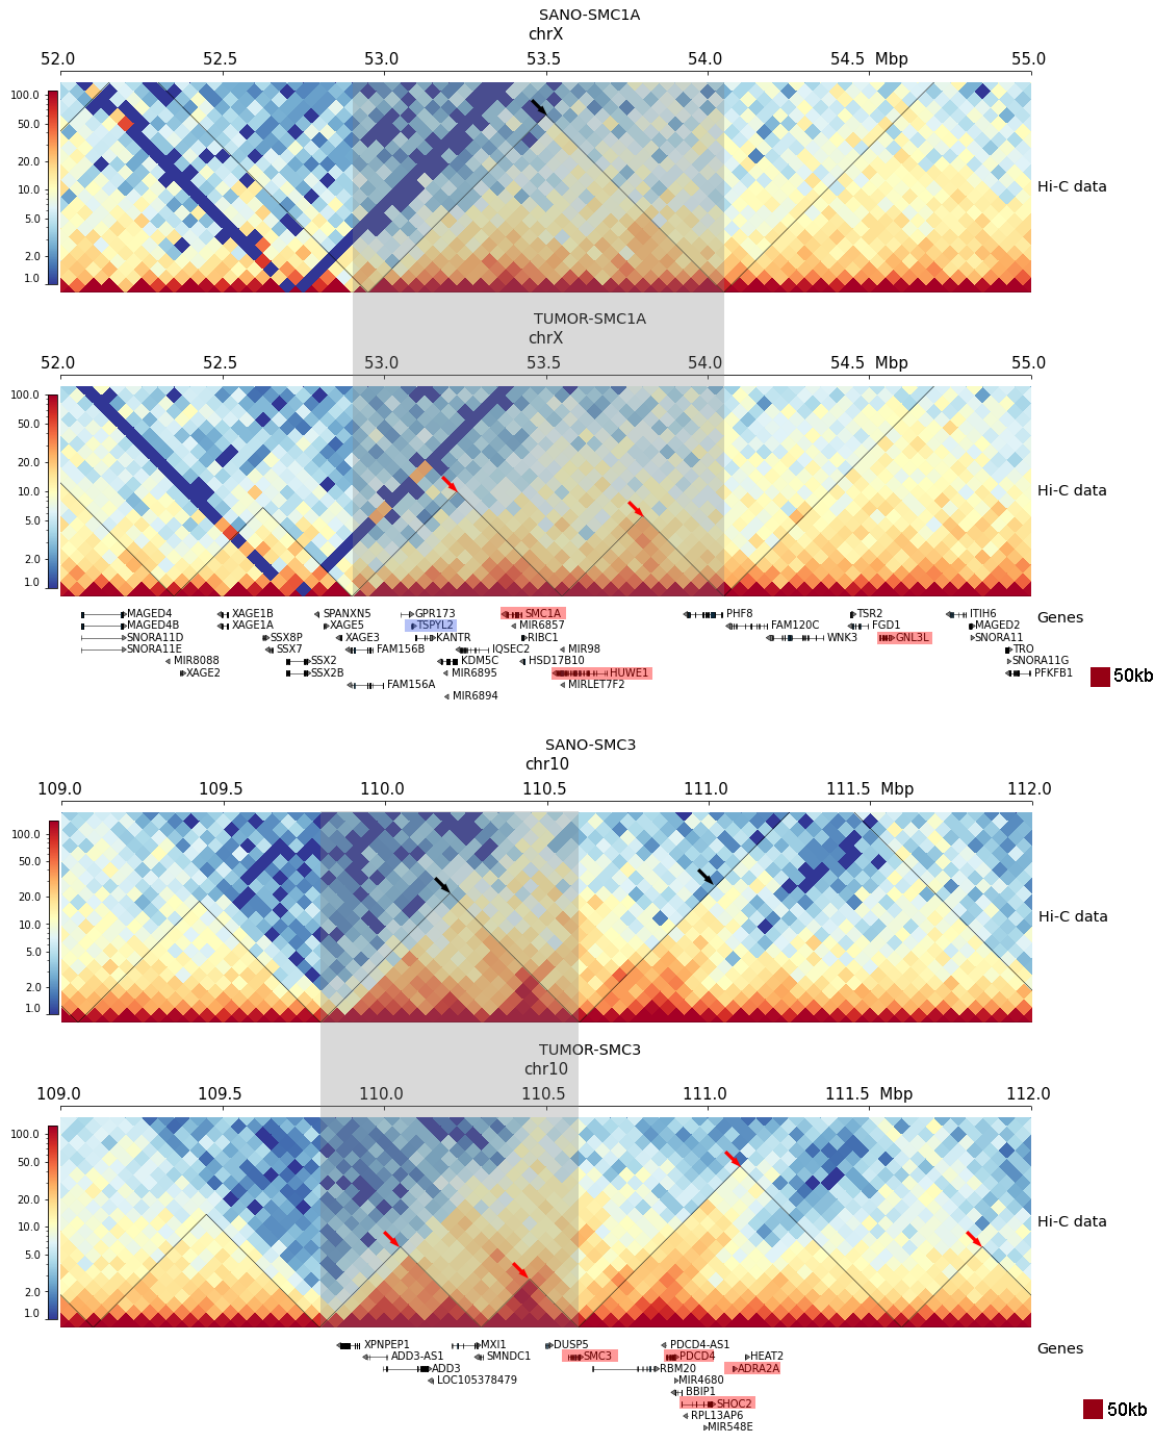 SANO-SMC1A
chrX
52.0 52.5 53.0 53.5 54.0 54.5 Mbp 55.0
100.0
50.0
20.0
10.0
5.0
2.0
1.0
Hi-C data
TUMOR-SMC1A
chrX
52.0 52.5 53.0 53.5 54.0 54.5 Mbp 55.0
100.0
50.0
20.0
10.0
5.0
2.0
1.0
Hi-C data
MAGED4 XAGE1B SPANXN5 GPR173 SMC1A PHF8 TSR2 ITIH6 Genes
MAGED4B XAGE1A XAGE5 TSPYL2 MIR6857 FAM120C FGD1 MAGED2
SNORA11D SSX8P XAGE3 KANTR RIBC1 WNK3 GNL3L SNORA11
SNORA11E SSX7 FAM156B IQSEC2 MIR98 TRO
MIR8088 SSX2 KDM5C HSD17B10 SNORA11G
XAGE2 SSX2B MIR6895 HUWE1 PFKFB1
FAM156A MIRLET7F2
MIR6894
50kb
SANO-SMC3
chr10
109.0 109.5 110.0 110.5 111.0 111.5 Mbp 112.0
100.0
50.0
20.0
10.0
5.0
2.0
1.0
Hi-C data
TUMOR-SMC3
chr10
109.0 109.5 110.0 110.5 111.0 111.5 Mbp 112.0
100.0
50.0
20.0
10.0
5.0
2.0
1.0
Hi-C data
XPNPEP1 MXI1 DUSP5 PDCD4-AS1 Genes
ADD3-AS1 SMNDC1 SMC3 PDCD4 HEAT2
ADD3 RBM20 ADRA2A
LOC105378479 MIR4680
BBIP1
SHOC2
RPL13AP6
MIR548E
50kb